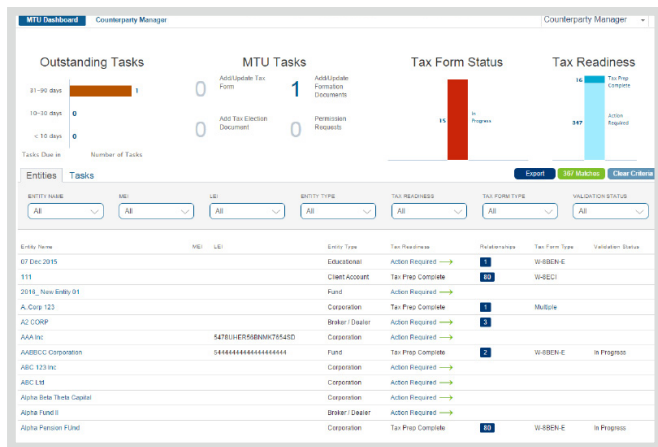 MTU Dashboard Counterparty Manager Counterparty Manager
Outstanding Tasks MTU Tasks Tax Form Status Tax Readiness
31-90 days 1
10-30 days 0
< 10 days 0
Tasks Due in Number of Tasks
0 Add/Update Tax Form
1 Add/Update Formation Documents
0 Add Tax Election Document
0 Permission Requests
15 In Progress
16 Tax Prep Complete
Action Required
Entities Tasks Export 367 Matches Clear Criteria
ENTITY NAME MEI LEI ENTITY TYPE TAX READINESS TAX FORM TYPE VALIDATION STATUS
All All All All All All All
Entity Name MEI LEI Entity Type Tax Readiness Relationships Tax Form Type Validation Status
07 Dec 2015 Educational Action Required → 1 W-8BEN-E
111 Client Account Tax Prep Complete 80 W-8ECI
2018_ New Entity 01 Fund Action Required →
A. Corp 123 Corporation Tax Prep Complete 1 Multiple
A2 CORP Broker / Dealer Action Required → 3
AAA Inc Corporation Action Required →
AABBCC Corporation Fund Tax Prep Complete 2 W-8BEN-E In Progress
ABC 123 Inc Corporation Action Required →
ABC Ltd Corporation Action Required →
Alpha Beta Theta Capital Corporation Action Required →
Alpha Fund II Broker / Dealer Action Required →
Alpha Pension FUnd Corporation Tax Prep Complete 80 W-8BEN-E In Progress